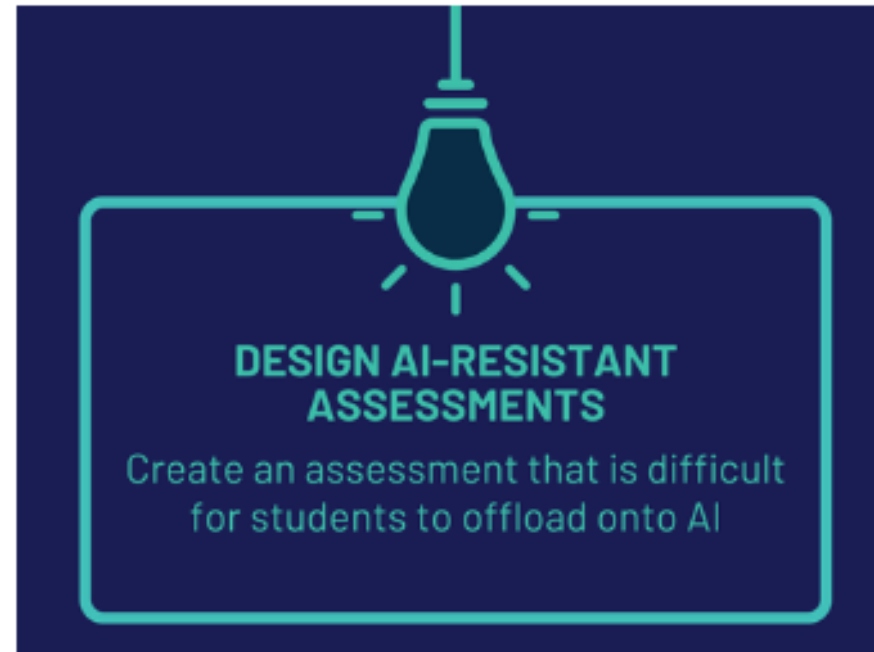 DESIGN AI-RESISTANT
ASSESSMENTS
Create an assessment that is difficult
for students to offload onto AI